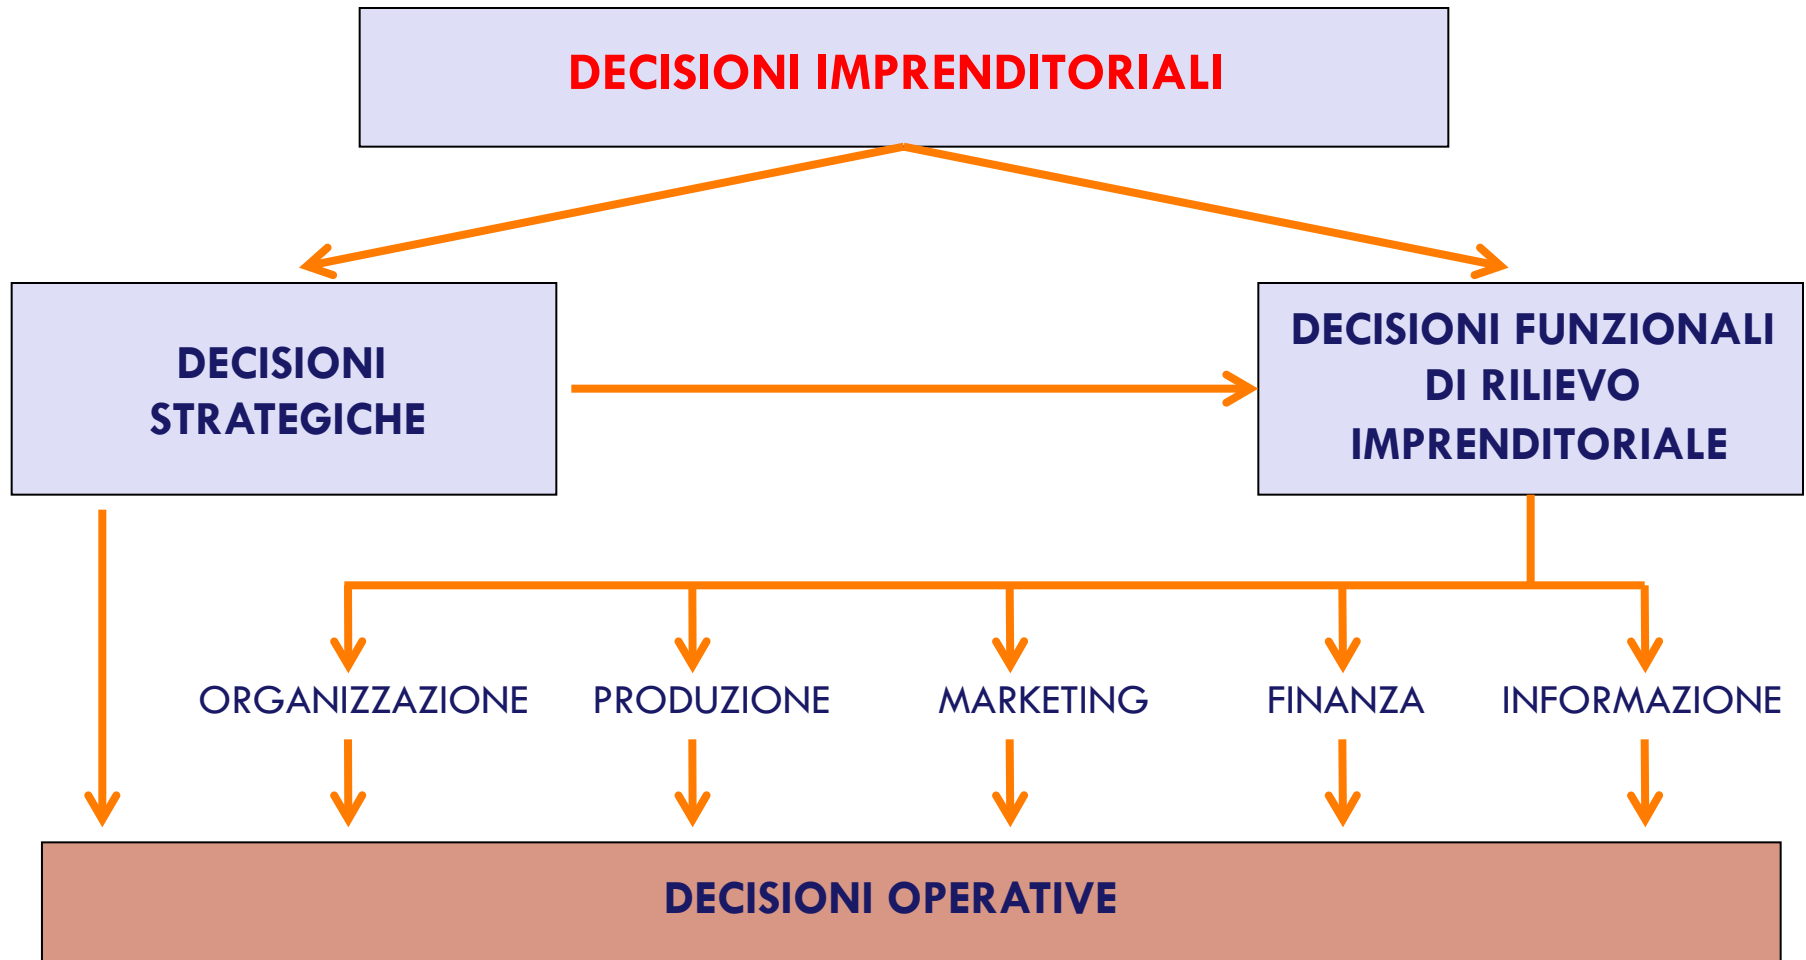 DECISIONI IMPRENDITORIALI
DECISIONI
STRATEGICHE
DECISIONI FUNZIONALI
DI RILIEVO
IMPRENDITORIALE
ORGANIZZAZIONE PRODUZIONE MARKETING FINANZA INFORMAZIONE
DECISIONI OPERATIVE